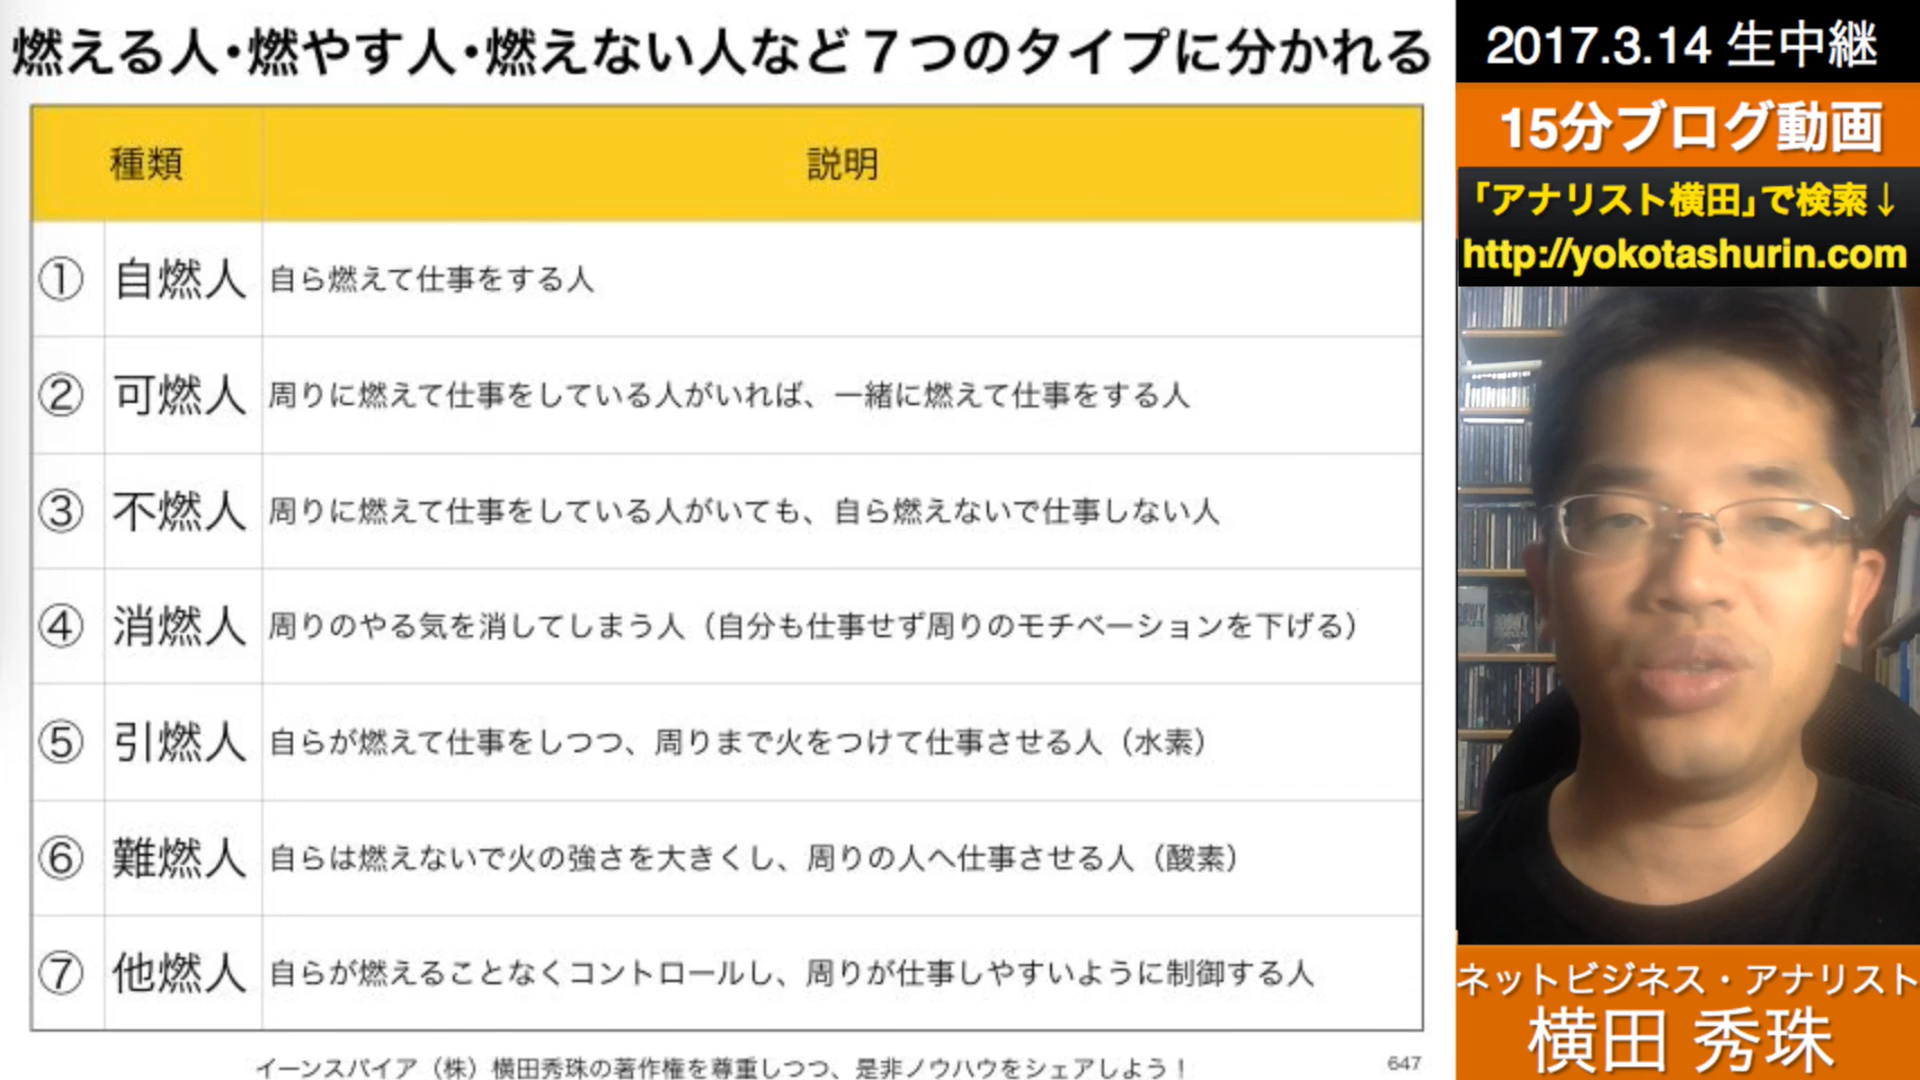 燃える人・燃やす人・燃えない人など７つのタイプに分かれる
種類 説明
① 自燃人 自ら燃えて仕事をする人
② 可燃人 周りに燃えて仕事をしている人がいれば、一緒に燃えて仕事をする人
③ 不燃人 周りに燃えて仕事をしている人がいても、自ら燃えないで仕事しない人
④ 消燃人 周りのやる気を消してしまう人（自分も仕事せず周りのモチベーションを下げる）
⑤ 引燃人 自らが燃えて仕事をしつつ、周りまで火をつけて仕事させる人（水素）
⑥ 難燃人 自らは燃えないで火の強さを大きくし、周りの人へ仕事させる人（酸素）
⑦ 他燃人 自らが燃えることなくコントロールし、周りが仕事しやすいように制御する人
イーンスパイア（株）横田秀珠の著作権を尊重しつつ、是非ノウハウをシェアしよう！
647
2017.3.14 生中継
15分ブログ動画
「アナリスト横田」で検索↓
http://yokotashurin.com
ネットビジネス・アナリスト
横田 秀珠